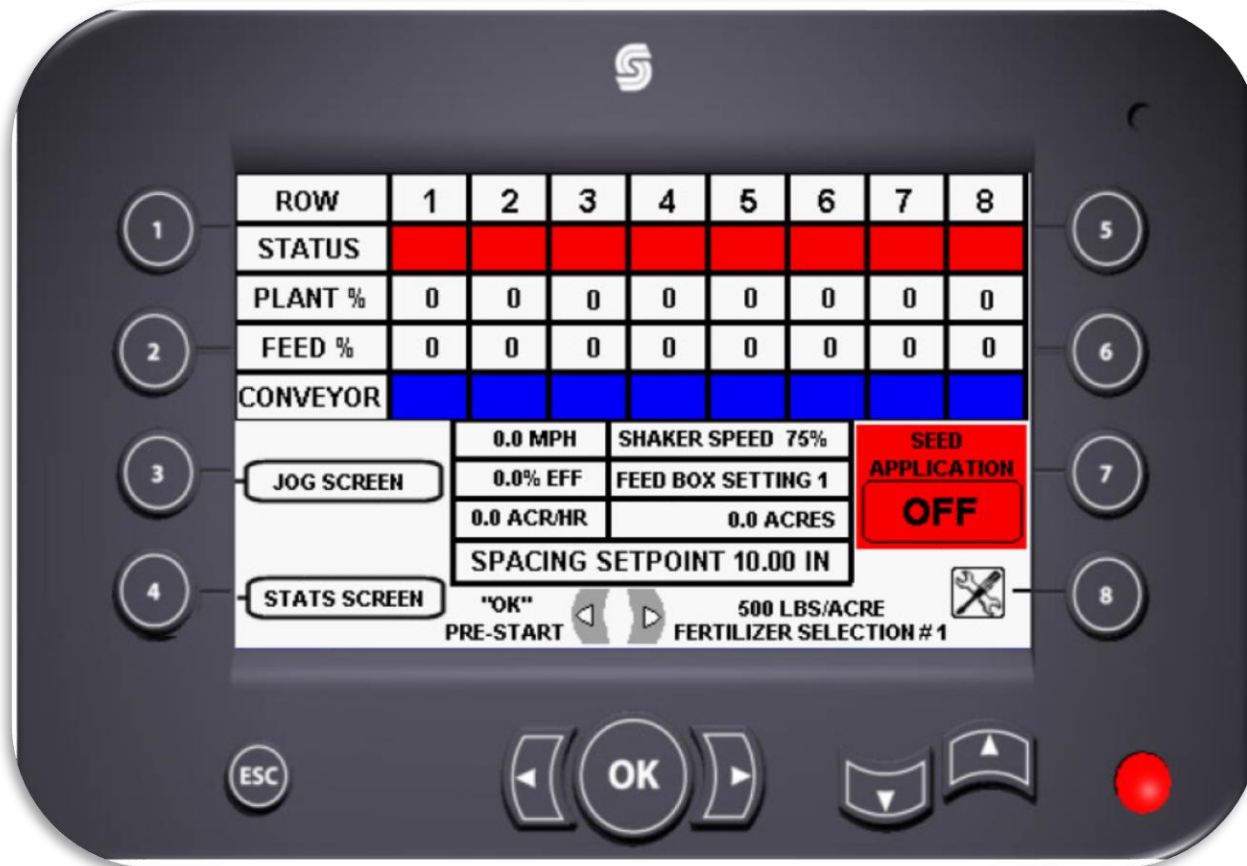 ROW 1 2 3 4 5 6 7 8
STATUS
PLANT % 0 0 0 0 0 0 0 0
FEED % 0 0 0 0 0 0 0 0
CONVEYOR
0.0 MPH SHAKER SPEED 75%
0.0% EFF FEED BOX SETTING 1
0.0 ACR/HR 0.0 ACRES
SPACING SETPOINT 10.00 IN
SEED
APPLICATION
OFF
JOG SCREEN
STATS SCREEN
"OK"
PRE-START
500 LBS/ACRE
FERTILIZER SELECTION # 1
1
2
3
4
5
6
7
8
ESC
OK